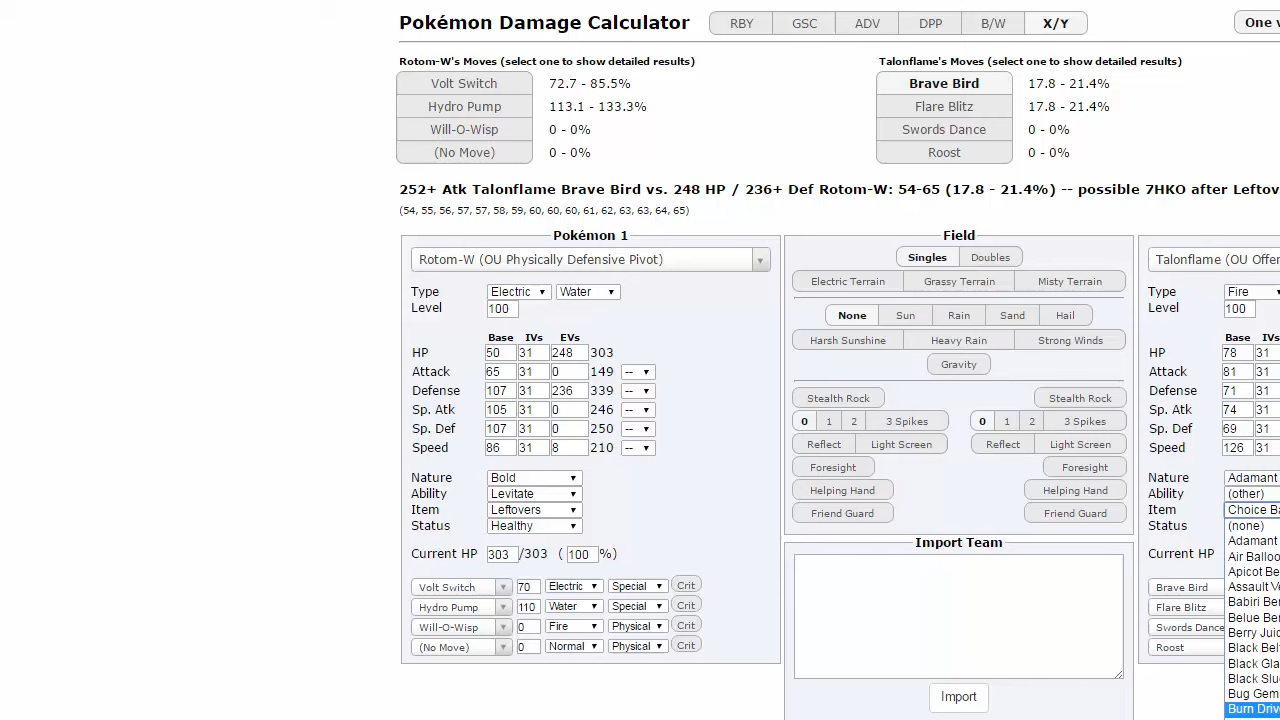 Pokémon Damage Calculator RBY GSC ADV DPP B/W X/Y One v
Rotom-W's Moves (select one to show detailed results)
Volt Switch 72.7 - 85.5%
Hydro Pump 113.1 - 133.3%
Will-O-Wisp 0 - 0%
(No Move) 0 - 0%
Talonflame's Moves (select one to show detailed results)
Brave Bird 17.8 - 21.4%
Flare Blitz 17.8 - 21.4%
Swords Dance 0 - 0%
Roost 0 - 0%
252+ Atk Talonflame Brave Bird vs. 248 HP / 236+ Def Rotom-W: 54-65 (17.8 - 21.4%) -- possible 7HKO after Leftov
(54, 55, 56, 57, 57, 58, 59, 60, 60, 60, 61, 62, 63, 63, 64, 65)
Pokémon 1
Rotom-W (OU Physically Defensive Pivot)
Type Electric Water
Level 100
Base IVs EVs
HP 50 31 248 303
Attack 65 31 0 149 --
Defense 107 31 236 339 --
Sp. Atk 105 31 0 246 --
Sp. Def 107 31 0 250 --
Speed 86 31 8 210 --
Nature Bold
Ability Levitate
Item Leftovers
Status Healthy
Current HP 303 /303 ( 100 %)
Volt Switch 70 Electric Special Crit
Hydro Pump 110 Water Special Crit
Will-O-Wisp 0 Fire Physical Crit
(No Move) 0 Normal Physical Crit
Field
Singles Doubles
Electric Terrain Grassy Terrain Misty Terrain
None Sun Rain Sand Hail
Harsh Sunshine Heavy Rain Strong Winds
Gravity
Stealth Rock Stealth Rock
0 1 2 3 Spikes 0 1 2 3 Spikes
Reflect Light Screen Reflect Light Screen
Foresight Foresight
Helping Hand Helping Hand
Friend Guard Friend Guard
Import Team
Import
Talonflame (OU Offen
Type Fire
Level 100
Base IVs
HP 78 31
Attack 81 31
Defense 71 31
Sp. Atk 74 31
Sp. Def 69 31
Speed 126 31
Nature Adamant
Ability (other)
Item Choice Ba
Status (none)
Adamant
Current HP Air Balloo
Apicot Be
Brave Bird Assault Ve
Babiri Ber
Flare Blitz Belue Ber
Swords Dance Berry Juic
Roost Black Bel
Black Gla
Black Slu
Bug Gem
Burn Driv